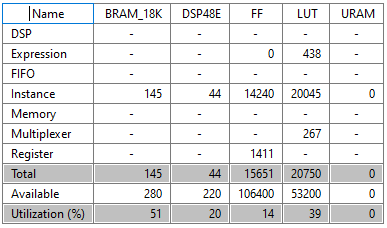 Name BRAM_18K DSP48E FF LUT URAM
DSP - - - - -
Expression - - 0 438 -
FIFO - - - - -
Instance 145 44 14240 20045 0
Memory - - - - -
Multiplexer - - - 267 -
Register - - 1411 - -
Total 145 44 15651 20750 0
Available 280 220 106400 53200 0
Utilization (%) 51 20 14 39 0